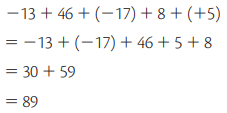 −13 + 46 + (−17) + 8 + (+5)
= −13 + (−17) + 46 + 5 + 8
= 30 + 59
= 89